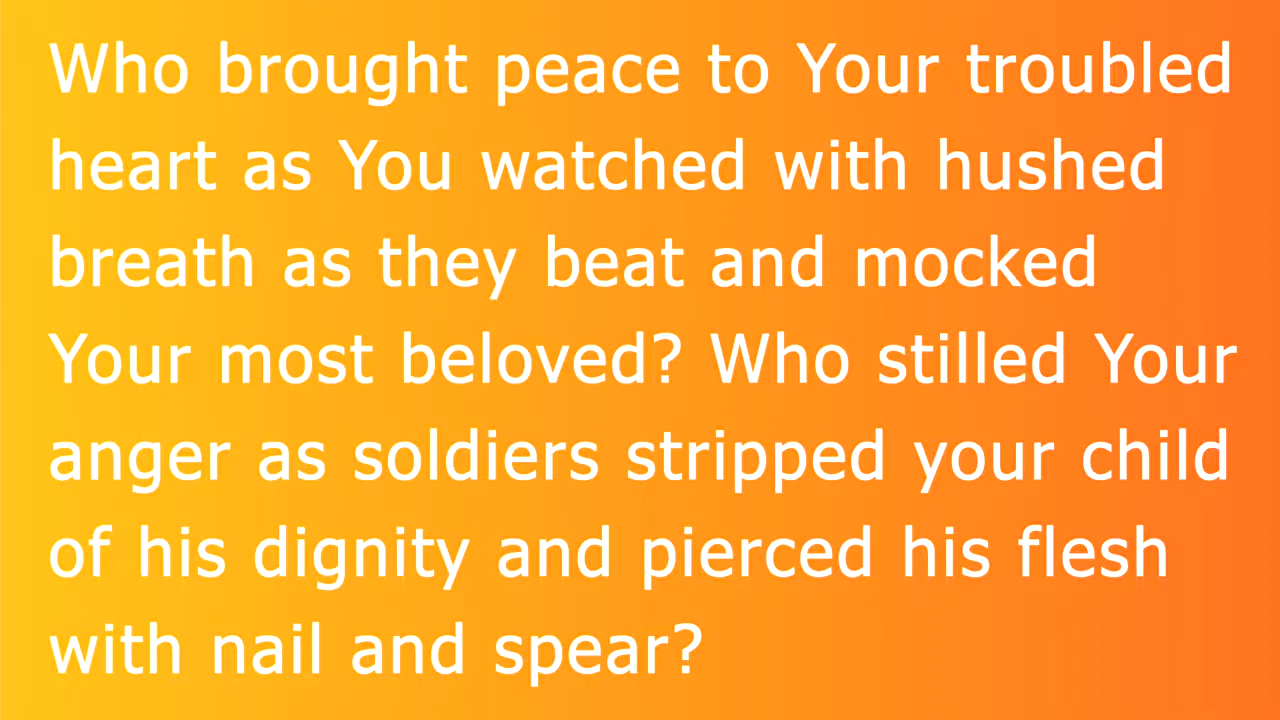 Who brought peace to Your troubled
heart as You watched with hushed
breath as they beat and mocked
Your most beloved? Who stilled Your
anger as soldiers stripped your child
of his dignity and pierced his flesh
with nail and spear?